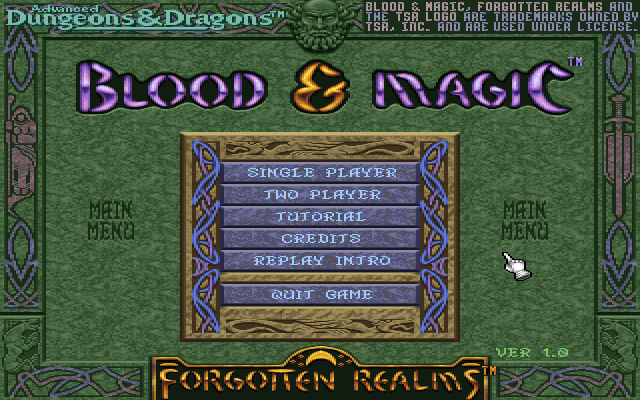 Advanced
Dungeons & Dragons™
BLOOD & MAGIC, FORGOTTEN REALMS AND
THE TSR LOGO ARE TRADEMARKS OWNED BY
TSR, INC. AND ARE USED UNDER LICENSE.
BLOOD & MAGIC™
SINGLE PLAYER
TWO PLAYER
TUTORIAL
CREDITS
REPLAY INTRO
QUIT GAME
MAIN
MENU
MAIN
MENU
VER 1.0
FORGOTTEN REALMS™